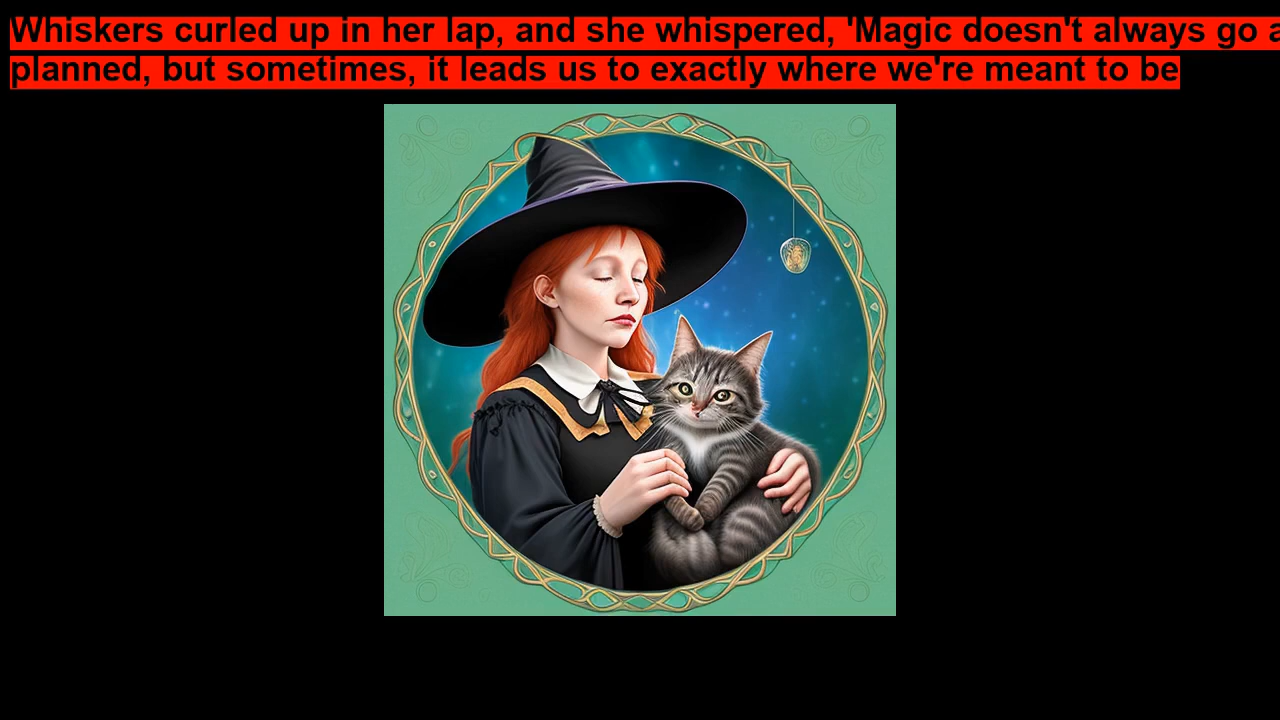 Whiskers curled up in her lap, and she whispered, 'Magic doesn't always go a
planned, but sometimes, it leads us to exactly where we're meant to be